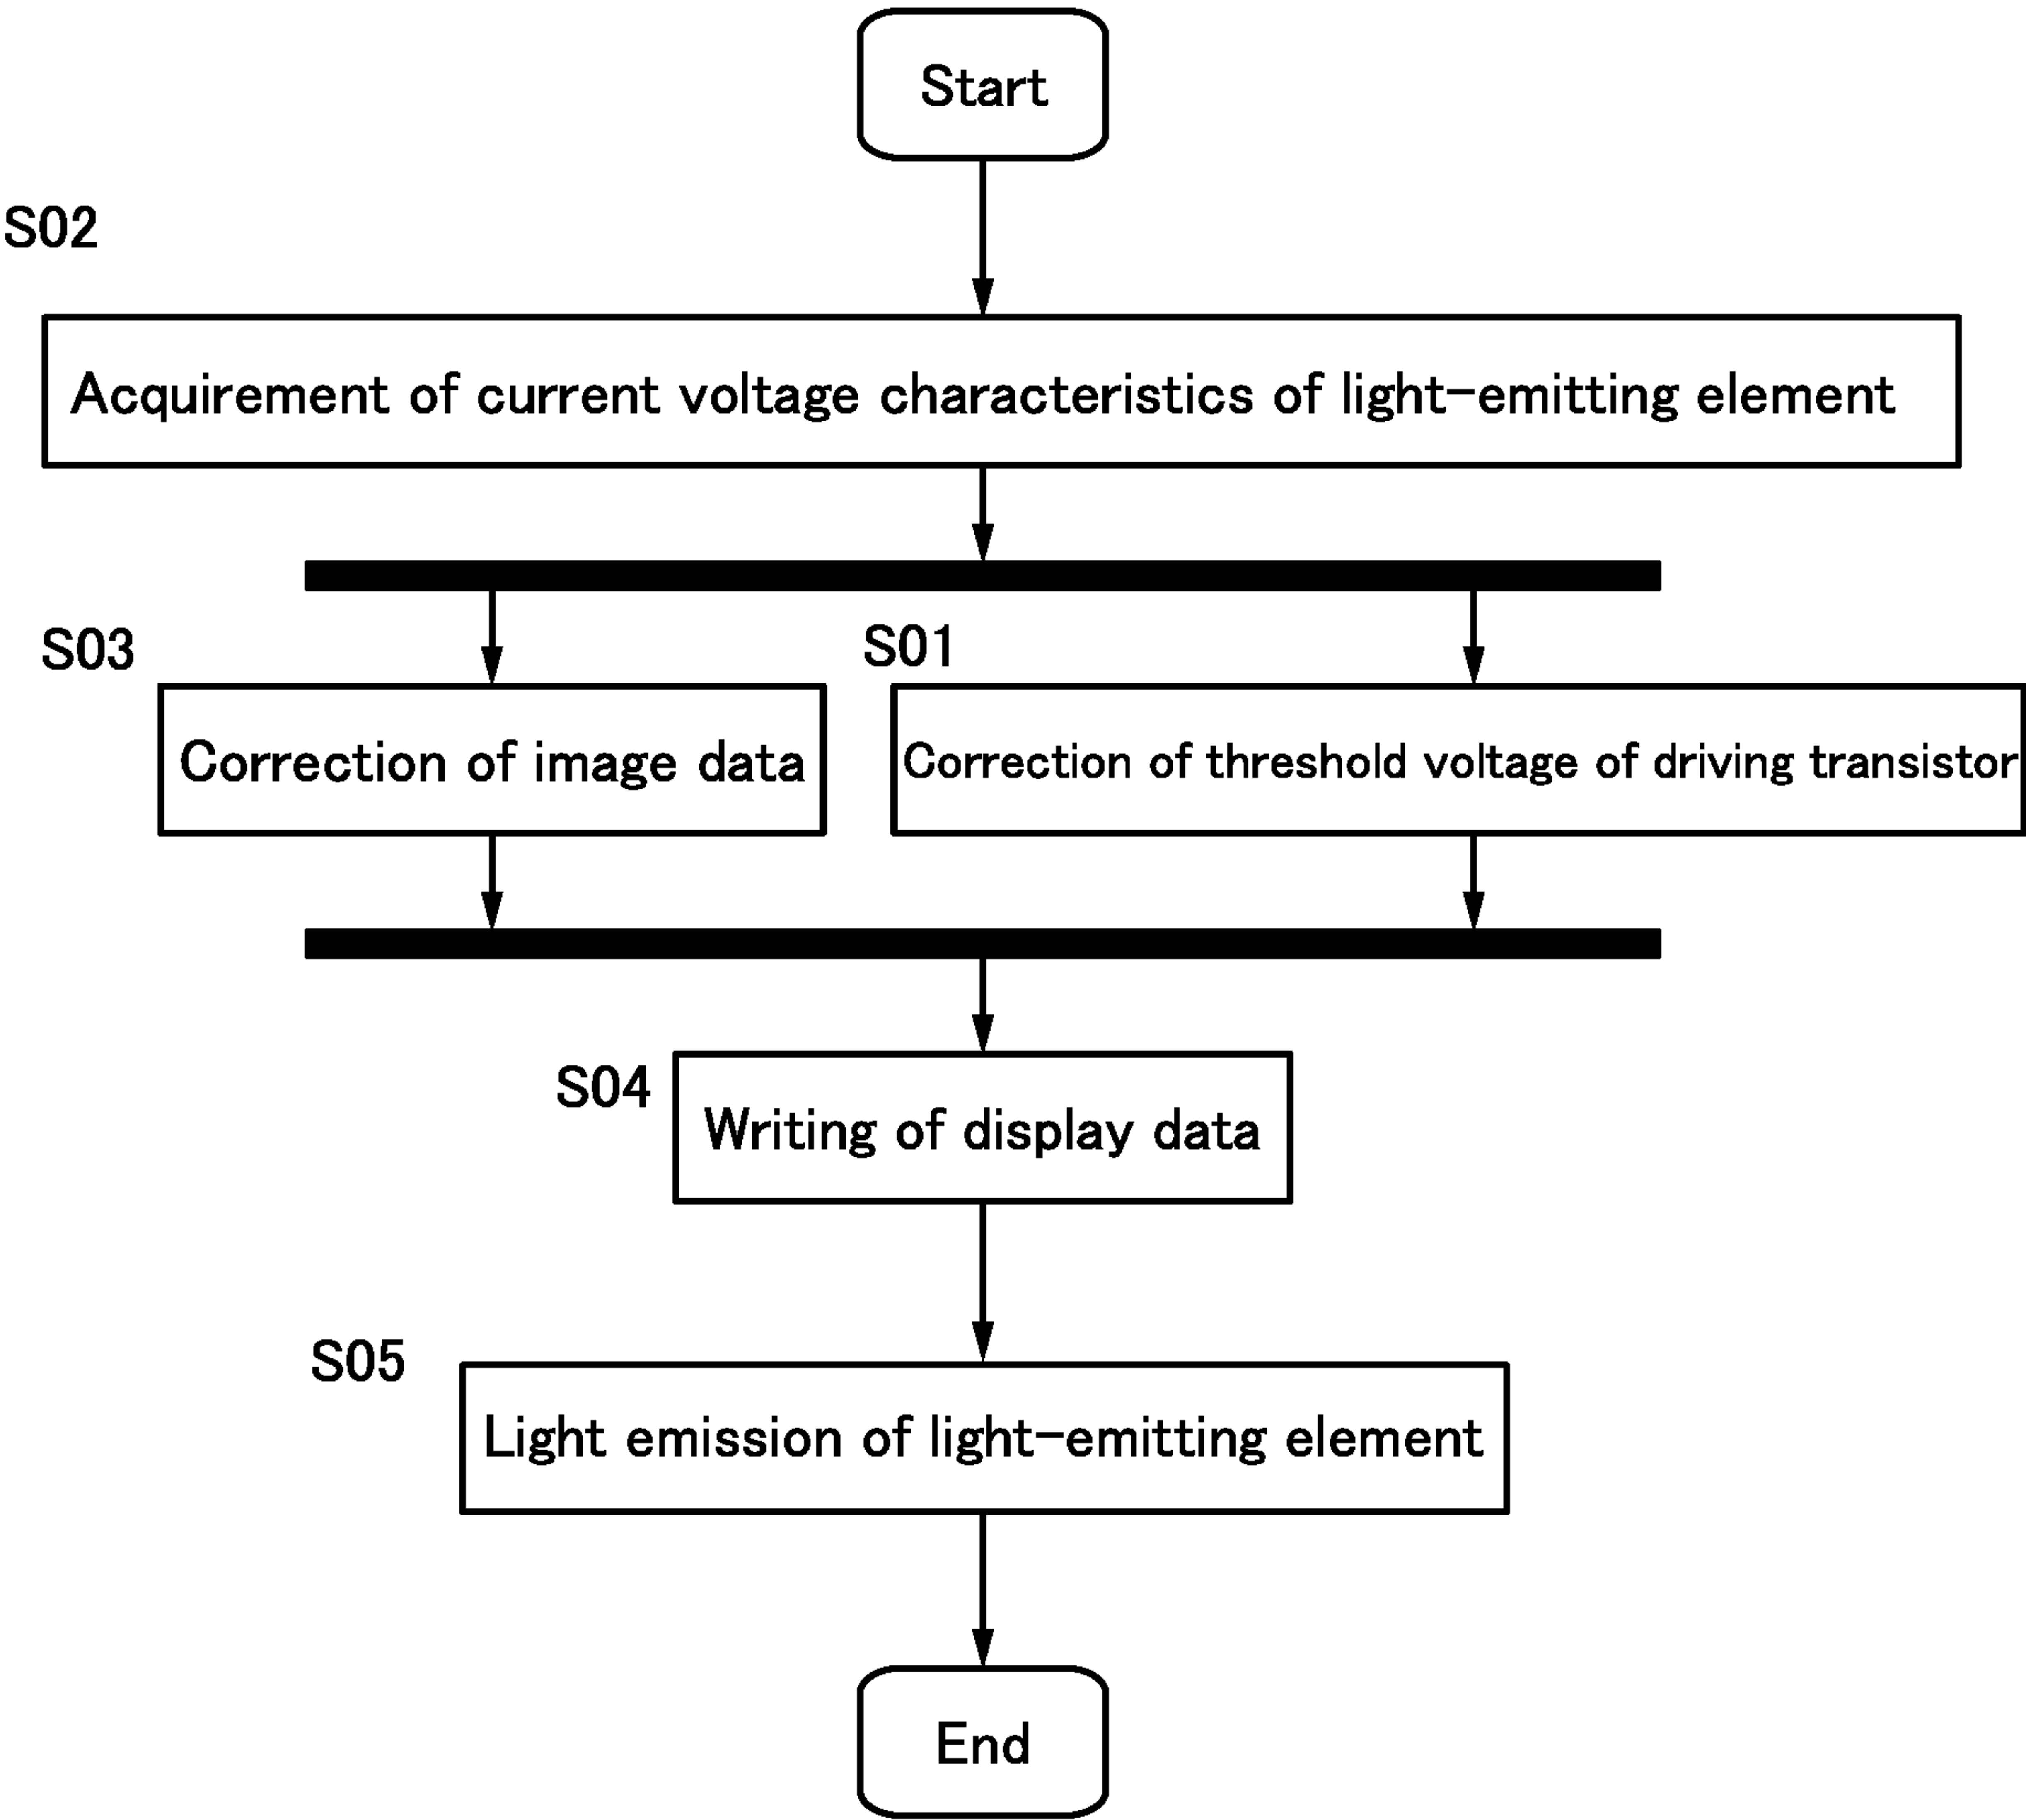 Start
S02
Acquirement of current voltage characteristics of light-emitting element
S03
S01
Correction of image data
Correction of threshold voltage of driving transistor
S04
Writing of display data
S05
Light emission of light-emitting element
End